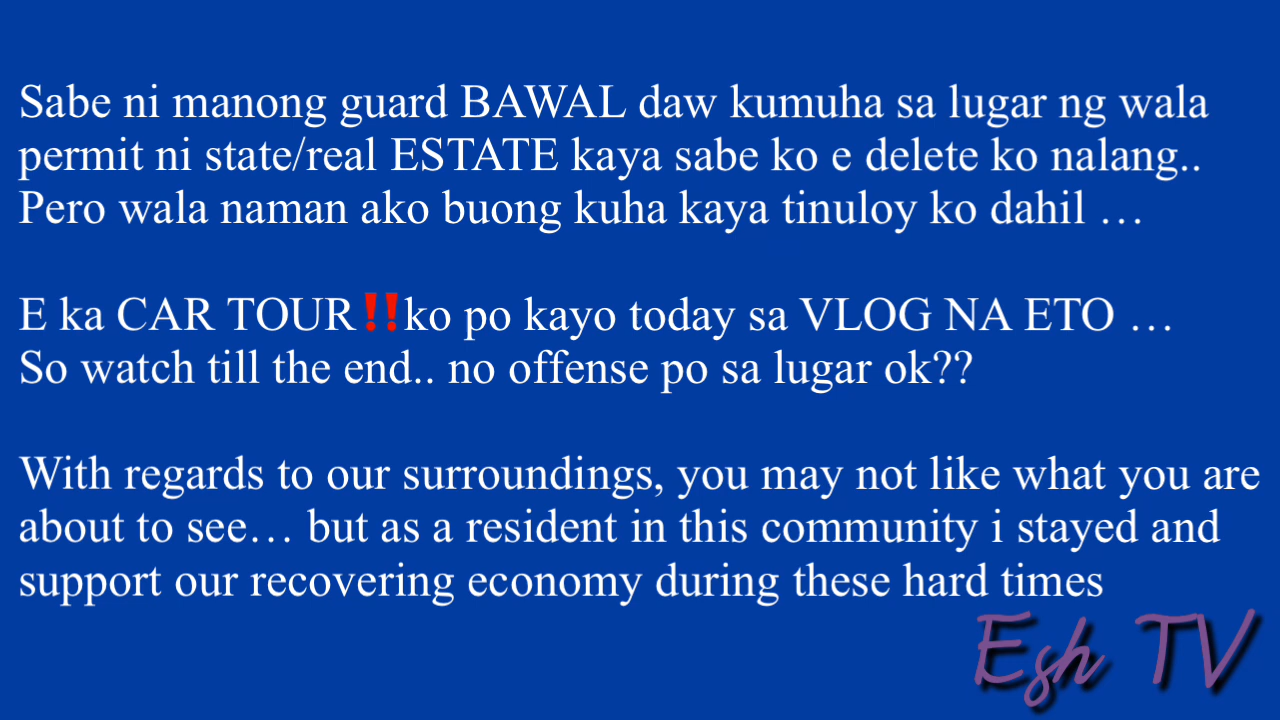 Sabe ni manong guard BAWAL daw kumuha sa lugar ng wala
permit ni state/real ESTATE kaya sabe ko e delete ko nalang..
Pero wala naman ako buong kuha kaya tinuloy ko dahil …
E ka CAR TOUR‼️ko po kayo today sa VLOG NA ETO …
So watch till the end.. no offense po sa lugar ok??
With regards to our surroundings, you may not like what you are
about to see… but as a resident in this community i stayed and
support our recovering economy during these hard times
Esh TV